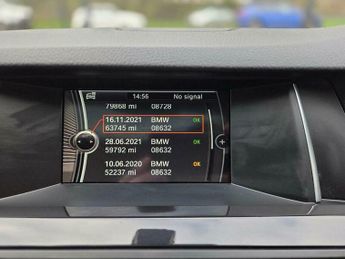 14:56 No signal
79868 mi 08728
16.11.2021 BMW OK
63745 mi 08632
28.06.2021 BMW OK
59792 mi 08632
10.06.2020 BMW OK
52237 mi 08632